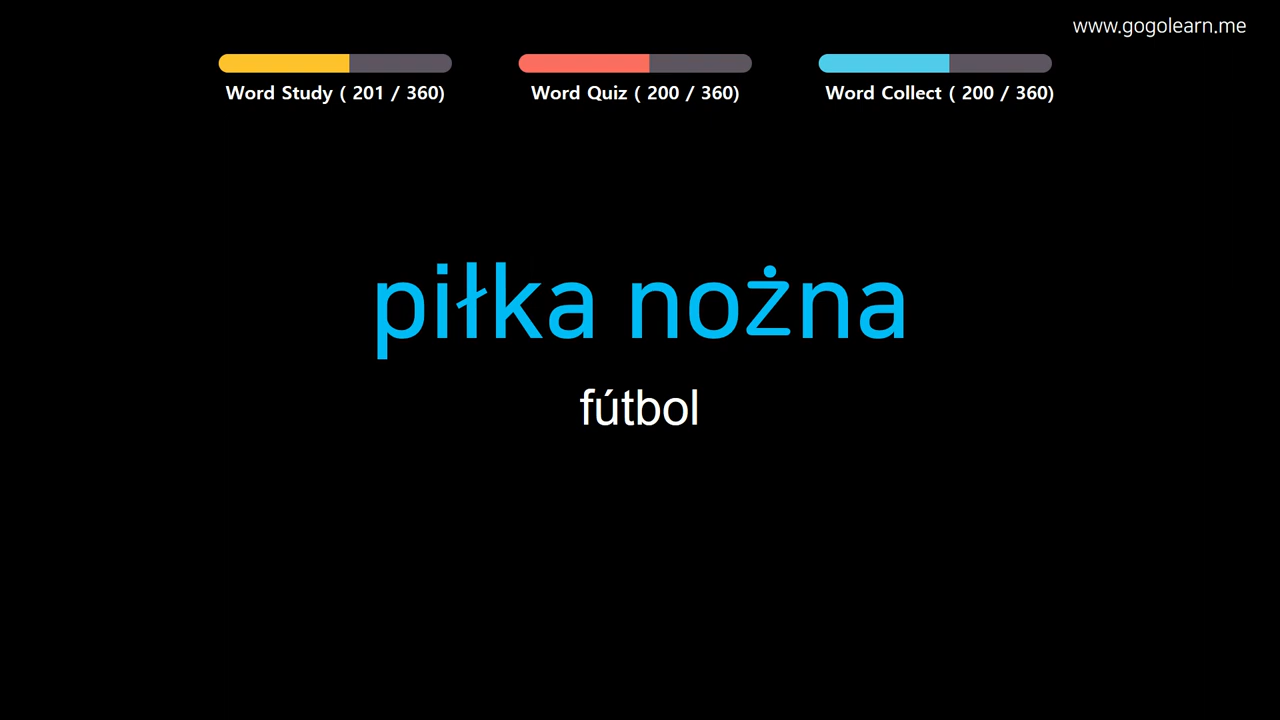 www.gogolearn.me
Word Study ( 201 / 360)
Word Quiz ( 200 / 360)
Word Collect ( 200 / 360)
piłka nożna
fútbol